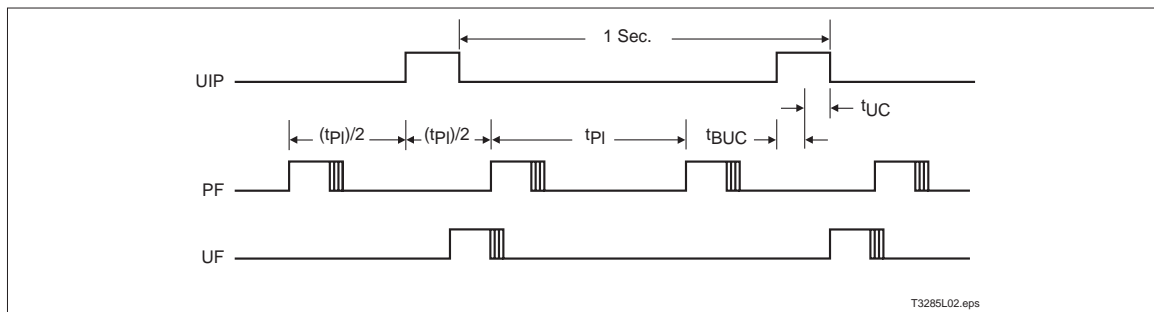 1 Sec.
UIP
tUC
(tPI)/2
(tPI)/2
tPI
tBUC
PF
UF
T3285L02.eps